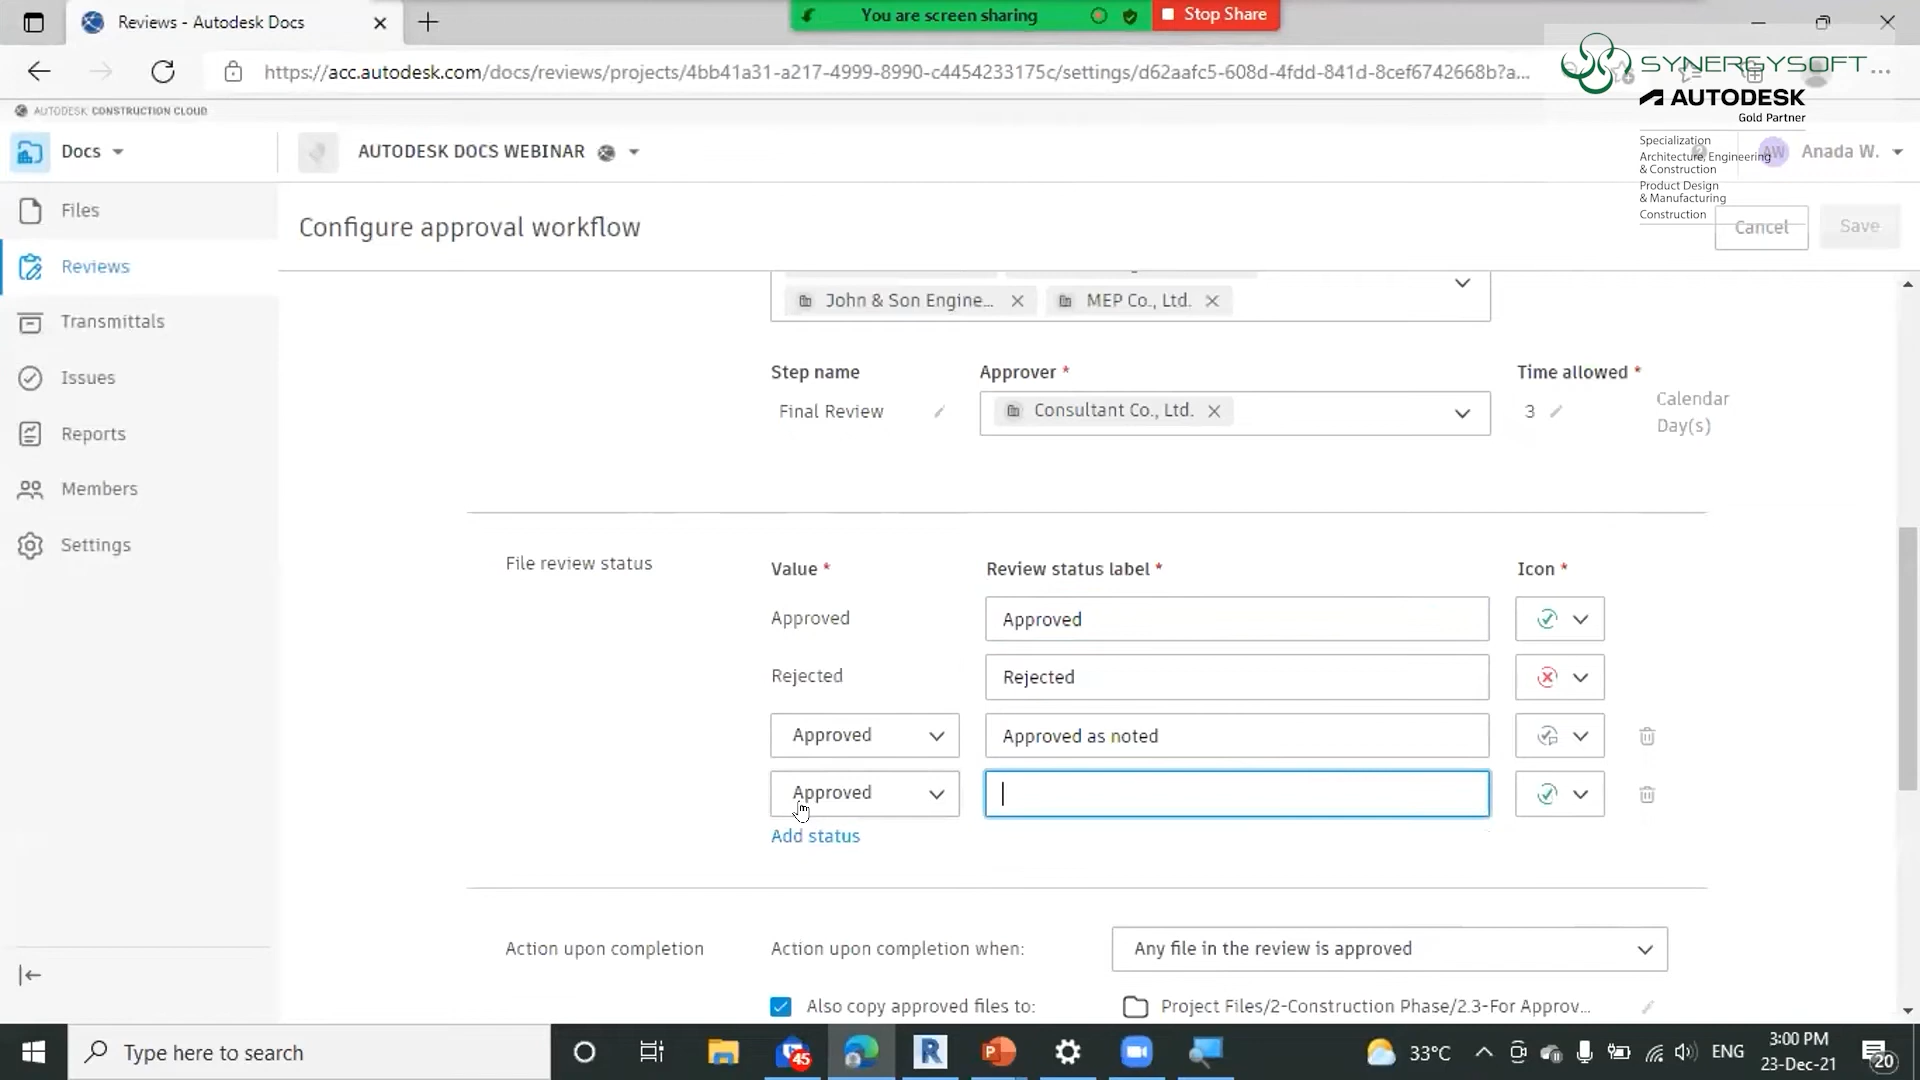 Reviews - Autodesk Docs
You are screen sharing
Stop Share
https://acc.autodesk.com/docs/reviews/projects/4bb41a31-a217-4999-8990-c4454233175c/settings/d62aafc5-608d-4fdd-841d-8cef6742668b?a...
SYNERGYSOFT
AUTODESK
Gold Partner
Specialization
Architecture, Engineering
& Construction
Product Design
& Manufacturing
Construction
AUTODESK CONSTRUCTION CLOUD
Docs
AUTODESK DOCS WEBINAR
AW
Anada W.
Files
Reviews
Transmittals
Issues
Reports
Members
Settings
Configure approval workflow
Cancel
Save
John & Son Engine...
MEP Co., Ltd.
Step name
Approver *
Time allowed *
Final Review
Consultant Co., Ltd.
3
Calendar
Day(s)
File review status
Value *
Review status label *
Icon *
Approved
Approved
Rejected
Rejected
Approved
Approved as noted
Approved
Add status
Action upon completion
Action upon completion when:
Any file in the review is approved
Also copy approved files to:
Project Files/2-Construction Phase/2.3-For Approv...
Type here to search
45
33°C
ENG
3:00 PM
23-Dec-21
20